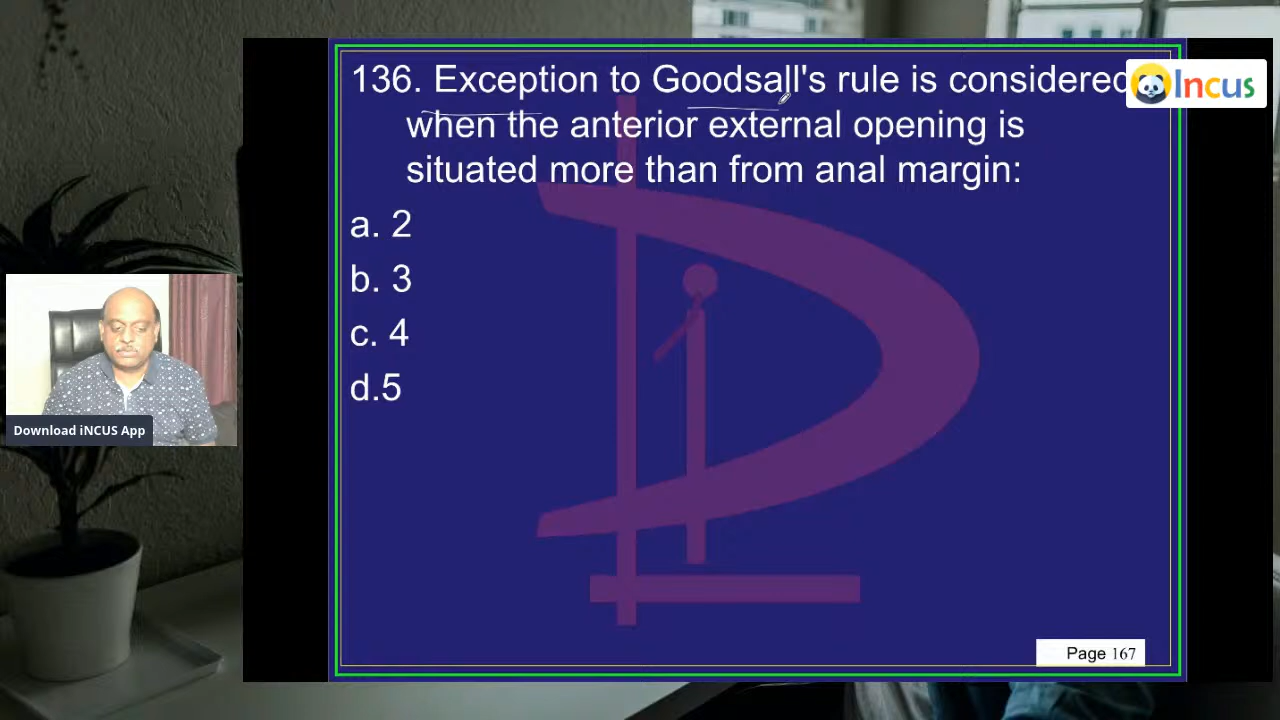 136. Exception to Goodsall's rule is considered
when the anterior external opening is
situated more than from anal margin:
a. 2
b. 3
c. 4
d.5
Incus
Download iNCUS App
Page 167